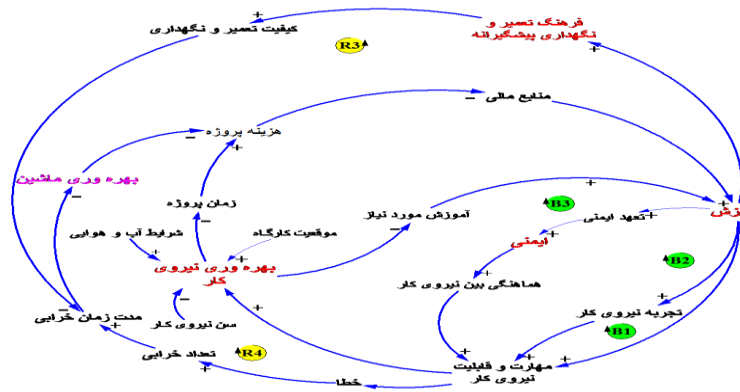 فرهنگ تعمیر و
نگهداری پیشگیرانه
کیفیت تعمیر و نگهداری
R3
منابع مالی
هزینه پروژه
بهره وری ماشین
زمان پروژه
آموزش مورد نیاز
B3
زش
تعهد ایمنی
ایمنی
موقعیت کارگاه
شرایط آب و هوایی
بهره وری نیروی
کار
B2
هماهنگی بین نیروی کار
تجربه نیروی کار
سن نیروی کار
مدت زمان خرابی
B1
تعداد خرابی
R4
مهارت و قابلیت
نیروی کار
خطا